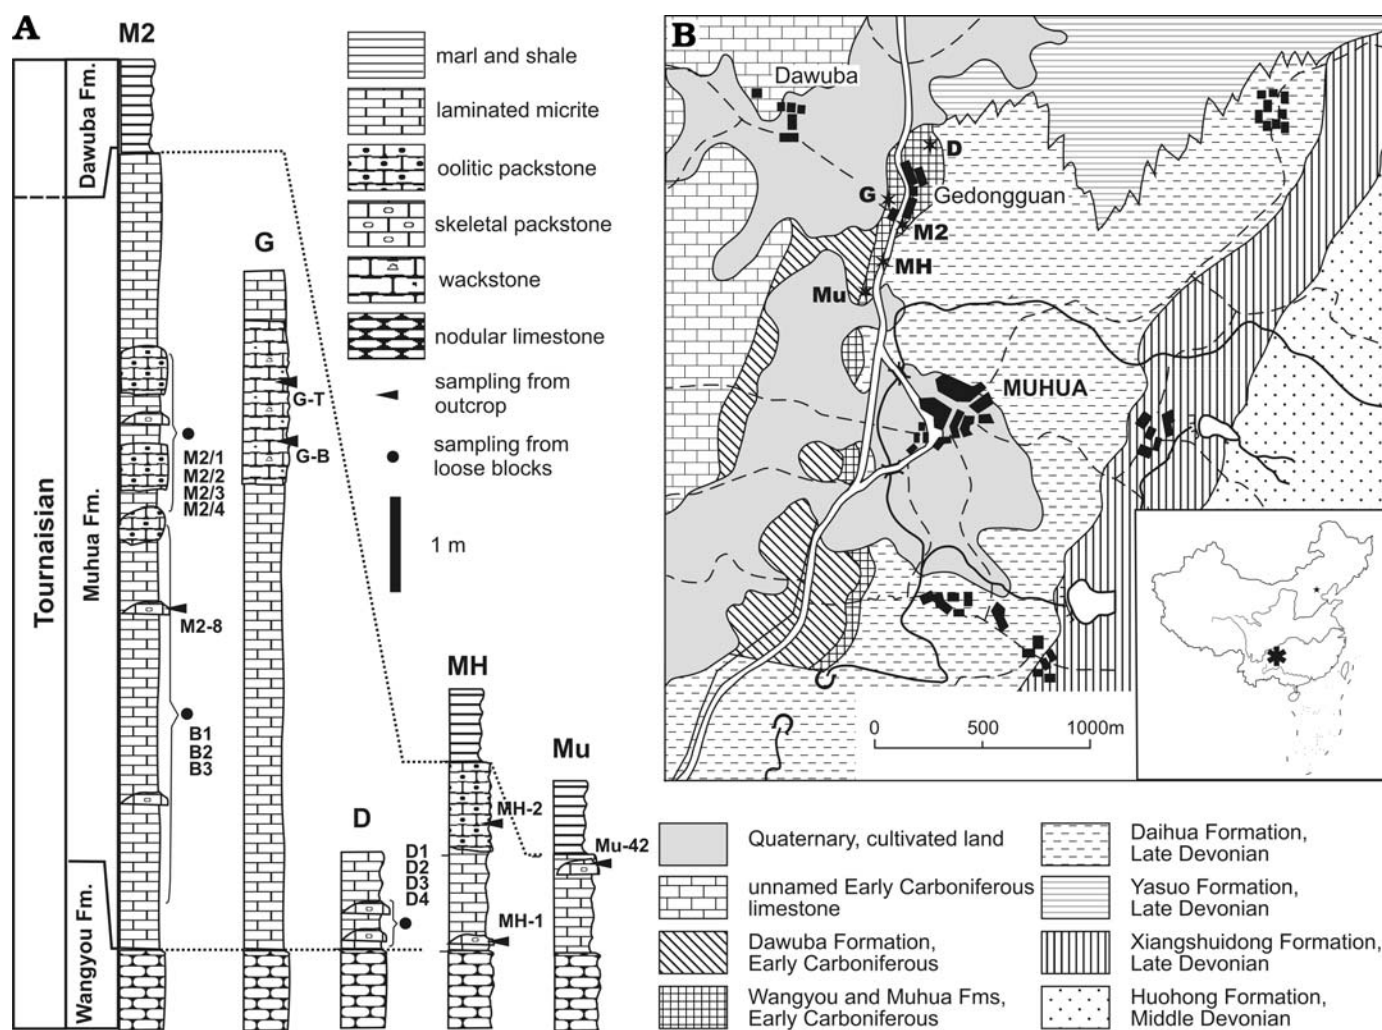 A
M2
Tournaisian
Dawuba Fm.
Muhua Fm.
Wangyou Fm.
marl and shale
laminated micrite
oolitic packstone
skeletal packstone
wackstone
nodular limestone
sampling from
outcrop
sampling from
loose blocks
1 m
G
G-T
G-B
M2/1
M2/2
M2/3
M2/4
M2-8
B1
B2
B3
D
D1
D2
D3
D4
MH
MH-2
MH-1
Mu
Mu-42
B
Dawuba
D
G
Gedongguan
M2
MH
Mu
MUHUA
0 500 1000m
Quaternary, cultivated land
unnamed Early Carboniferous
limestone
Dawuba Formation,
Early Carboniferous
Wangyou and Muhua Fms,
Early Carboniferous
Daihua Formation,
Late Devonian
Yasuo Formation,
Late Devonian
Xiangshuidong Formation,
Late Devonian
Huohong Formation,
Middle Devonian